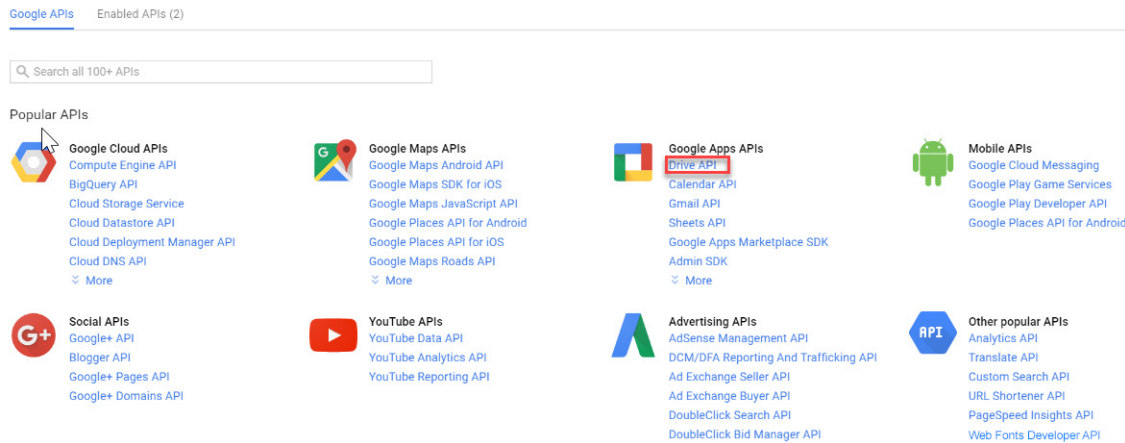 Google APIs
Enabled APIs (2)
Search all 100+ APIs
Popular APIs
Google Cloud APIs
Compute Engine API
BigQuery API
Cloud Storage Service
Cloud Datastore API
Cloud Deployment Manager API
Cloud DNS API
More
G
Google Maps APIs
Google Maps Android API
Google Maps SDK for iOS
Google Maps JavaScript API
Google Places API for Android
Google Places API for iOS
Google Maps Roads API
More
Google Apps APIs
Drive API
Calendar API
Gmail API
Sheets API
Google Apps Marketplace SDK
Admin SDK
More
Mobile APIs
Google Cloud Messaging
Google Play Game Services
Google Play Developer API
Google Places API for Android
G+
Social APIs
Google+ API
Blogger API
Google+ Pages API
Google+ Domains API
YouTube APIs
YouTube Data API
YouTube Analytics API
YouTube Reporting API
Advertising APIs
AdSense Management API
DCM/DFA Reporting And Trafficking API
Ad Exchange Seller API
Ad Exchange Buyer API
DoubleClick Search API
DoubleClick Bid Manager API
API
Other popular APIs
Analytics API
Translate API
Custom Search API
URL Shortener API
PageSpeed Insights API
Web Fonts Developer API